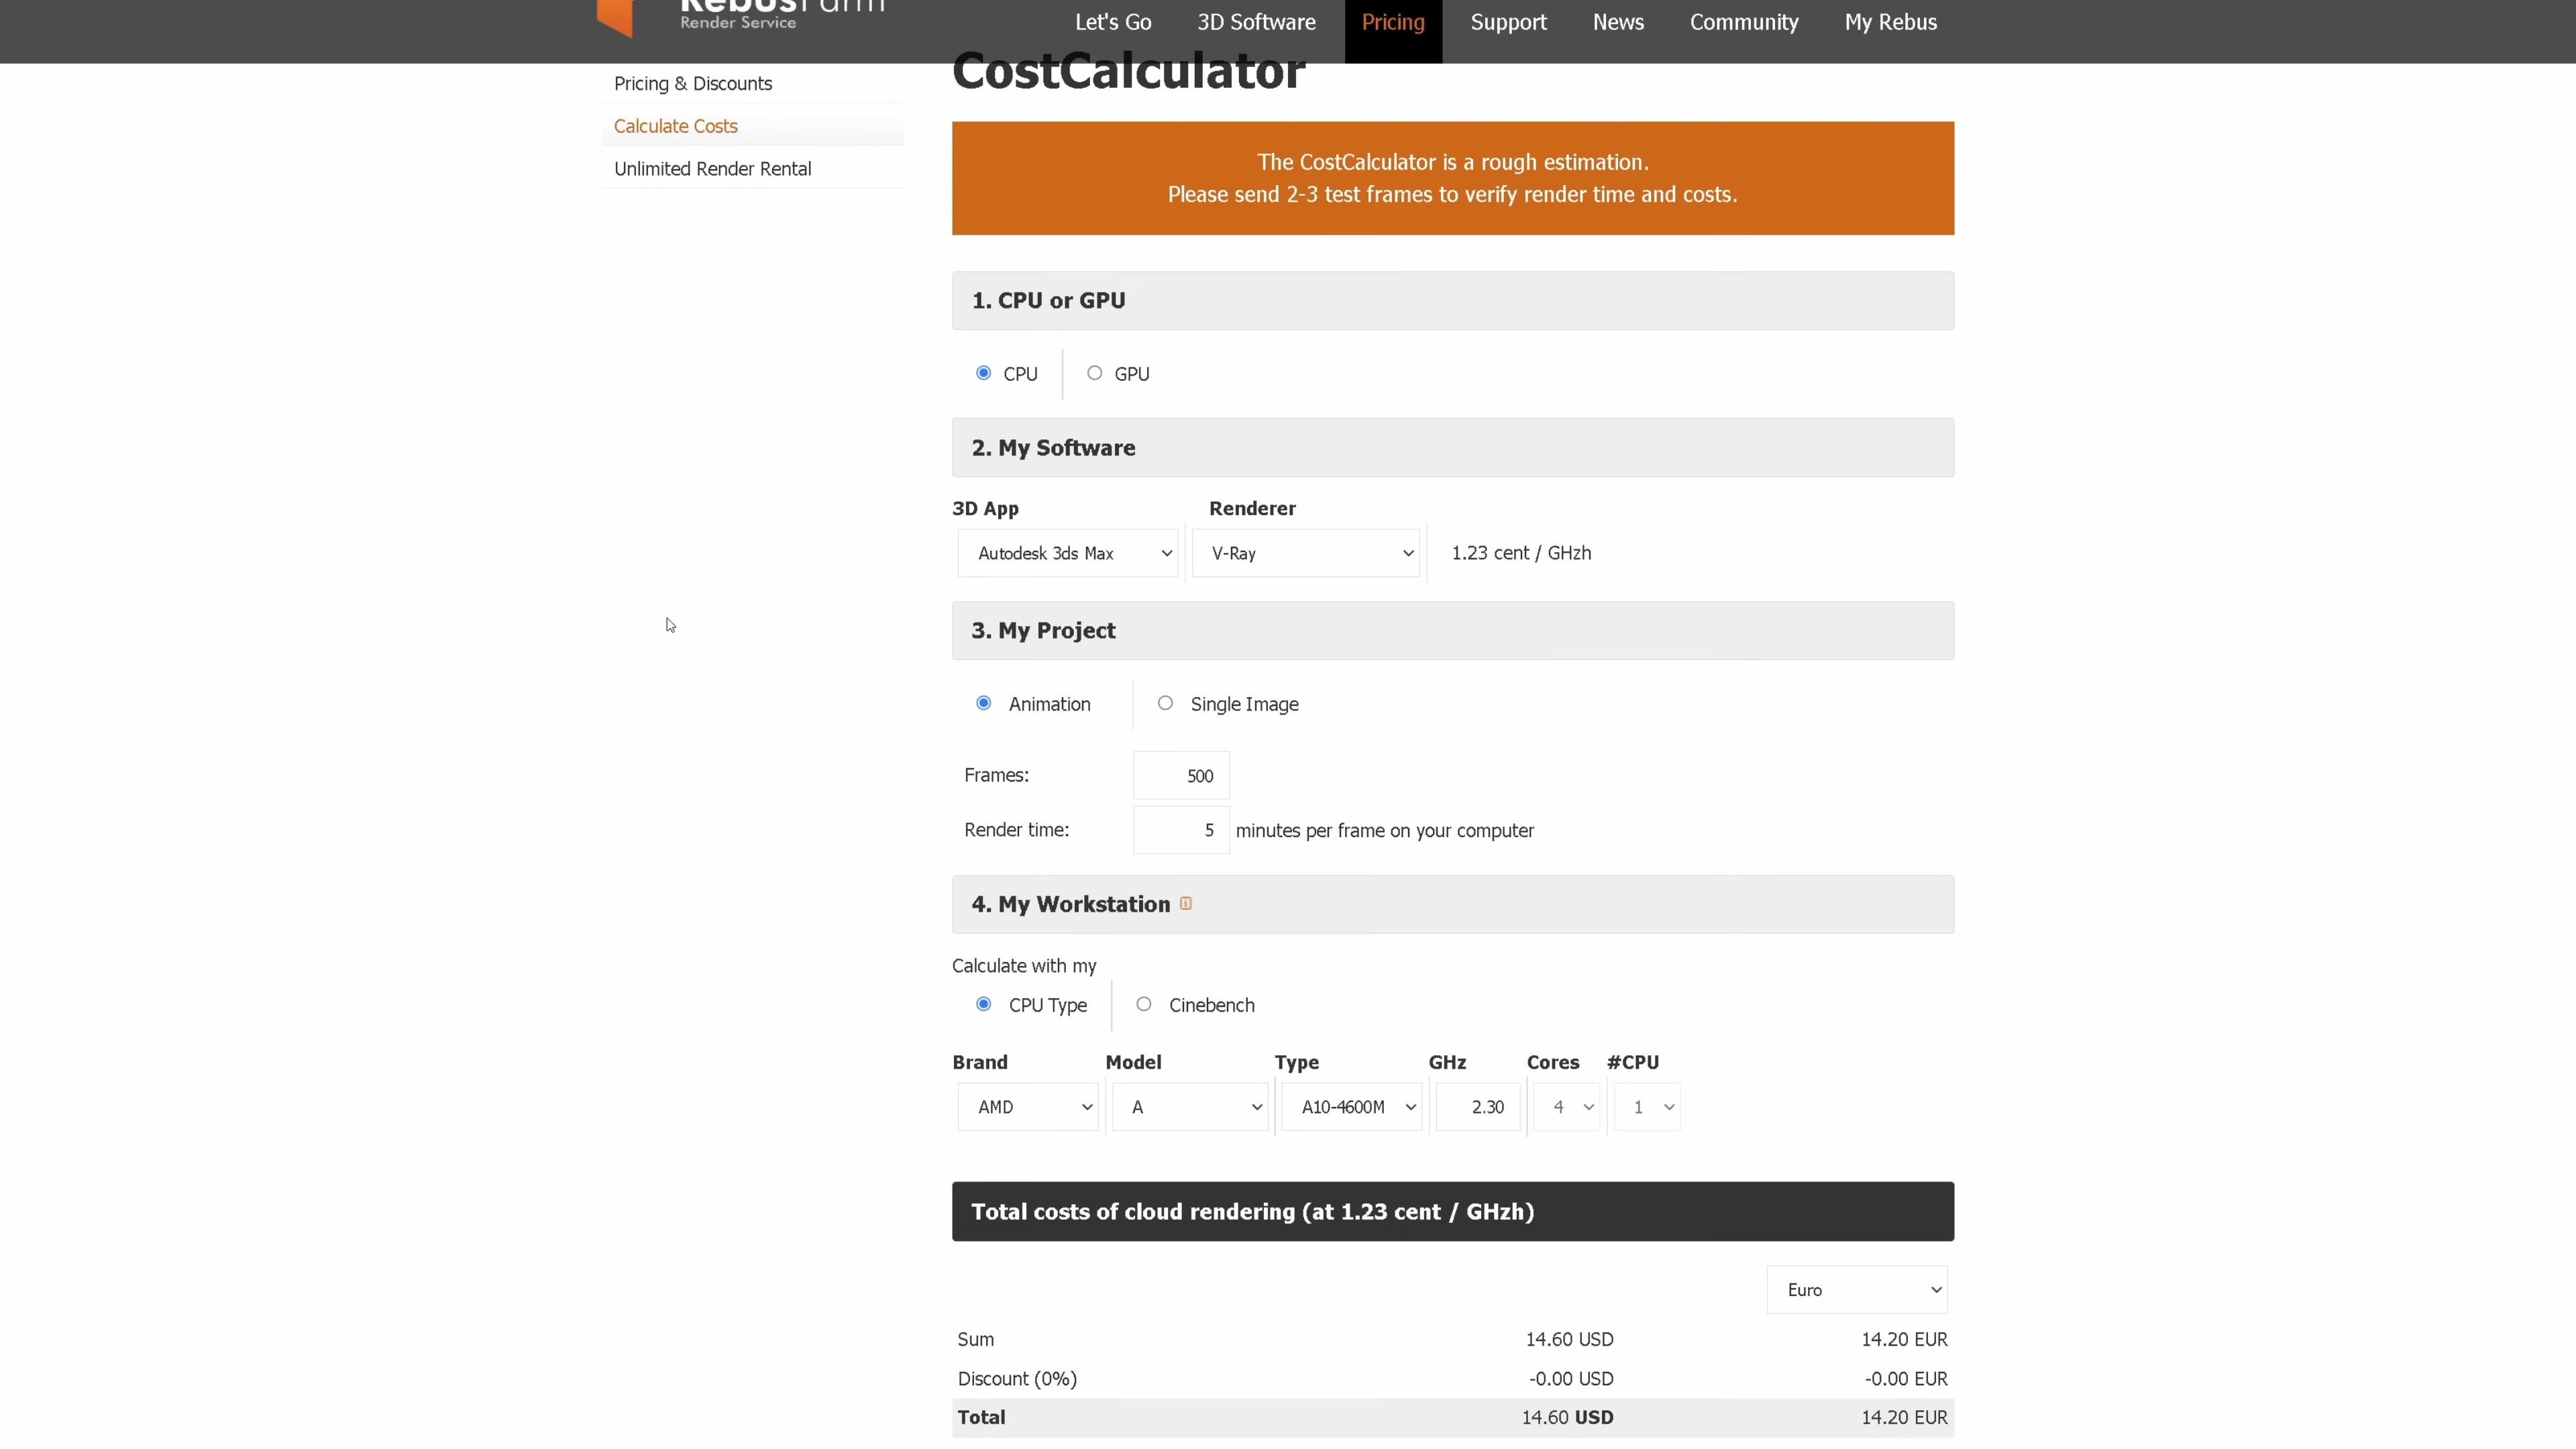 RebusFarm
Render Service
Let's Go
3D Software
Pricing
Support
News
Community
My Rebus
Pricing & Discounts
Calculate Costs
Unlimited Render Rental
CostCalculator
The CostCalculator is a rough estimation.
Please send 2-3 test frames to verify render time and costs.
1. CPU or GPU
CPU GPU
2. My Software
3D App Renderer
Autodesk 3ds Max V-Ray 1.23 cent / GHzh
3. My Project
Animation Single Image
Frames: 500
Render time: 5 minutes per frame on your computer
4. My Workstation i
Calculate with my
CPU Type Cinebench
Brand Model Type GHz Cores #CPU
AMD A A10-4600M 2.30 4 1
Total costs of cloud rendering (at 1.23 cent / GHzh)
Euro
Sum 14.60 USD 14.20 EUR
Discount (0%) -0.00 USD -0.00 EUR
Total 14.60 USD 14.20 EUR